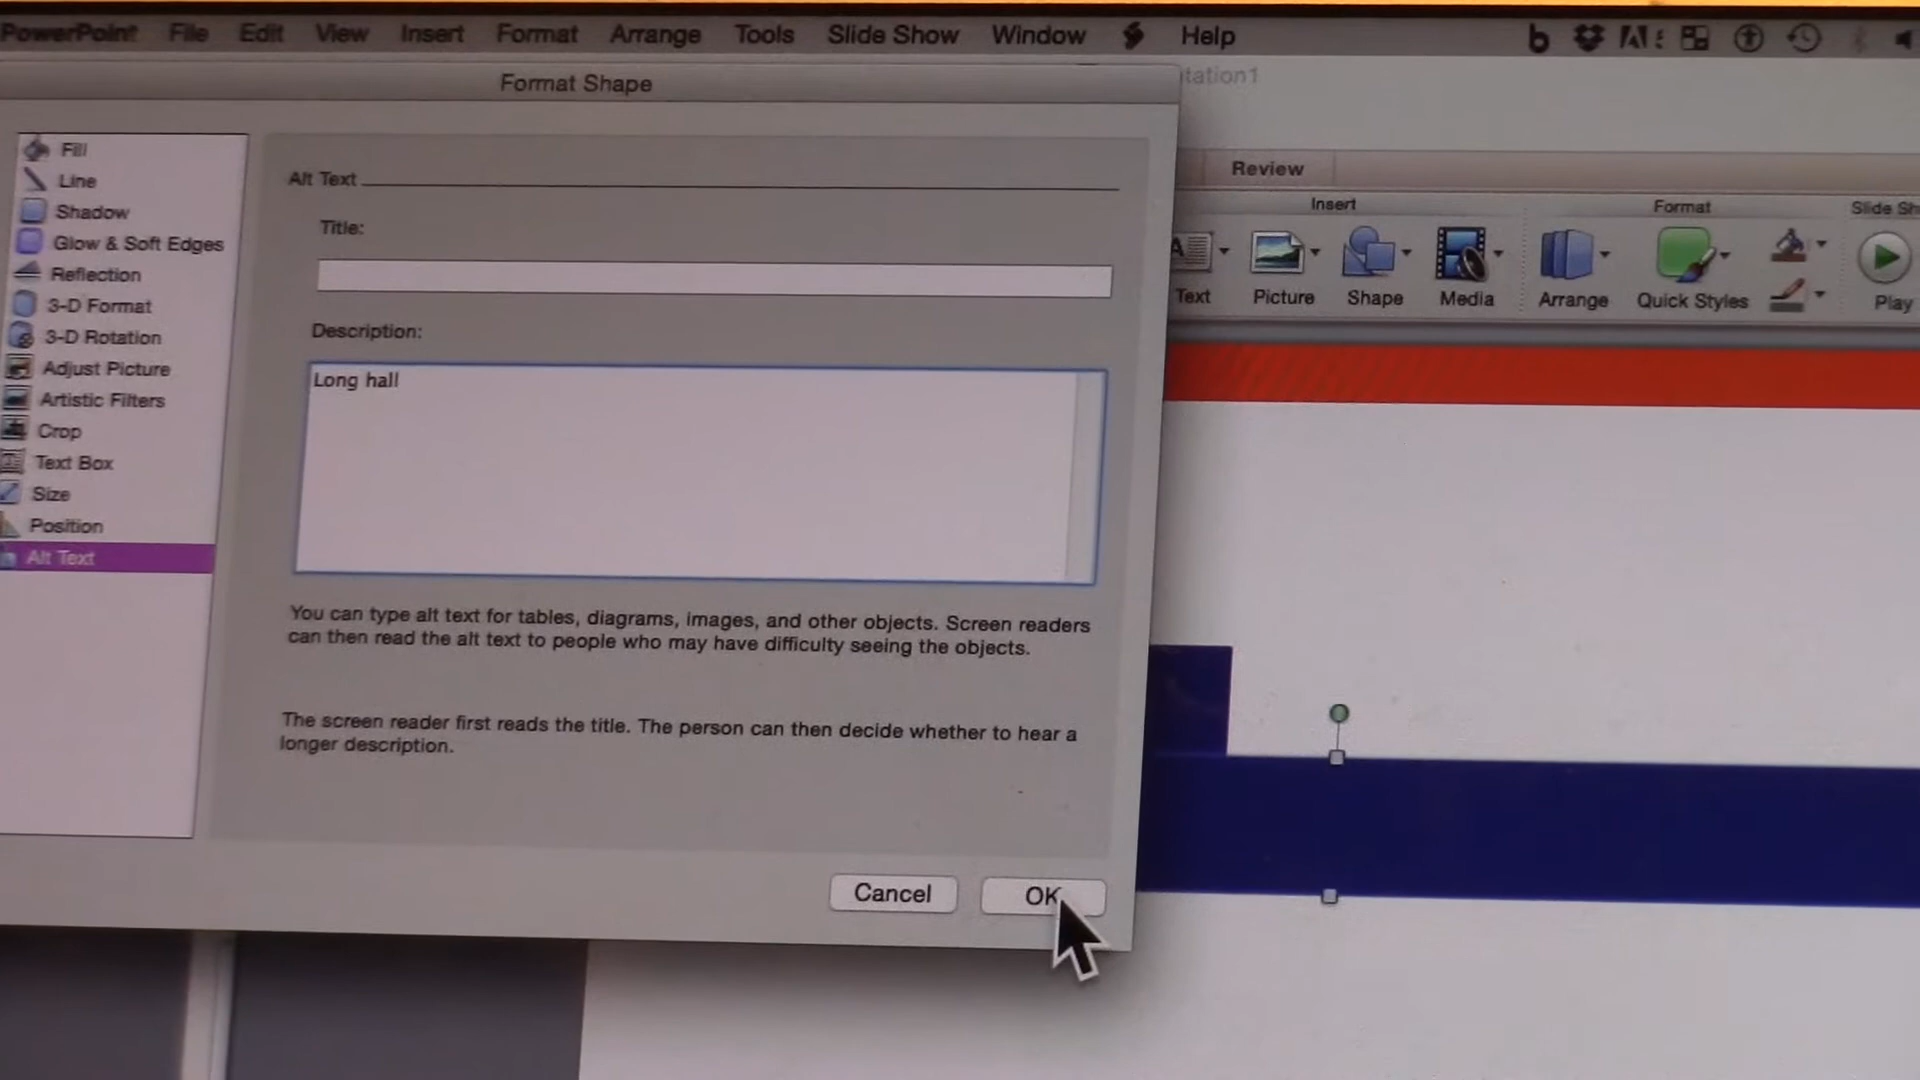 PowerPoint File Edit View Insert Format Arrange Tools Slide Show Window Help
Format Shape
tation1
Fill
Line
Shadow
Glow & Soft Edges
Reflection
3-D Format
3-D Rotation
Adjust Picture
Artistic Filters
Crop
Text Box
Size
Position
Alt Text
Alt Text
Title:
Description:
Long hall
You can type alt text for tables, diagrams, images, and other objects. Screen readers
can then read the alt text to people who may have difficulty seeing the objects.
The screen reader first reads the title. The person can then decide whether to hear a
longer description.
Cancel OK
Review
Insert Format Slide Sh
Text Picture Shape Media Arrange Quick Styles Play